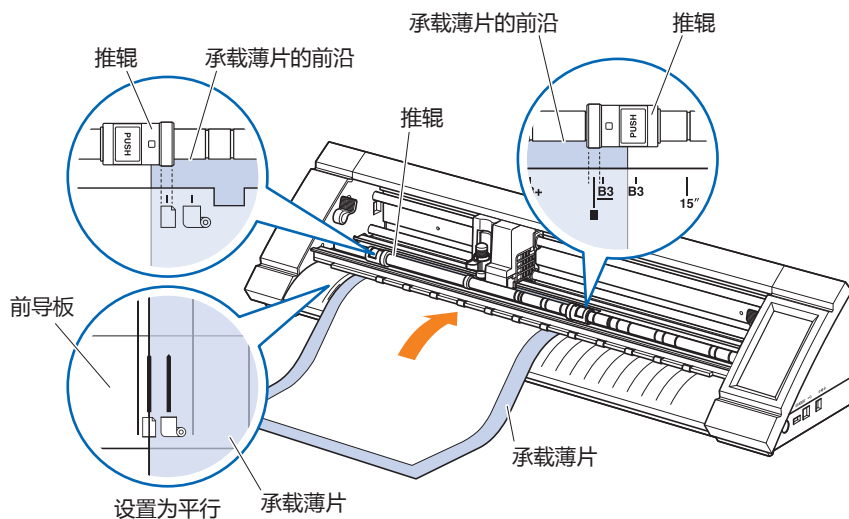 承载薄片的前沿
推辊
推辊
承载薄片的前沿
推辊
PUSH
PUSH
+
B3
B3
15"
前导板
承载薄片
设置为平行
承载薄片